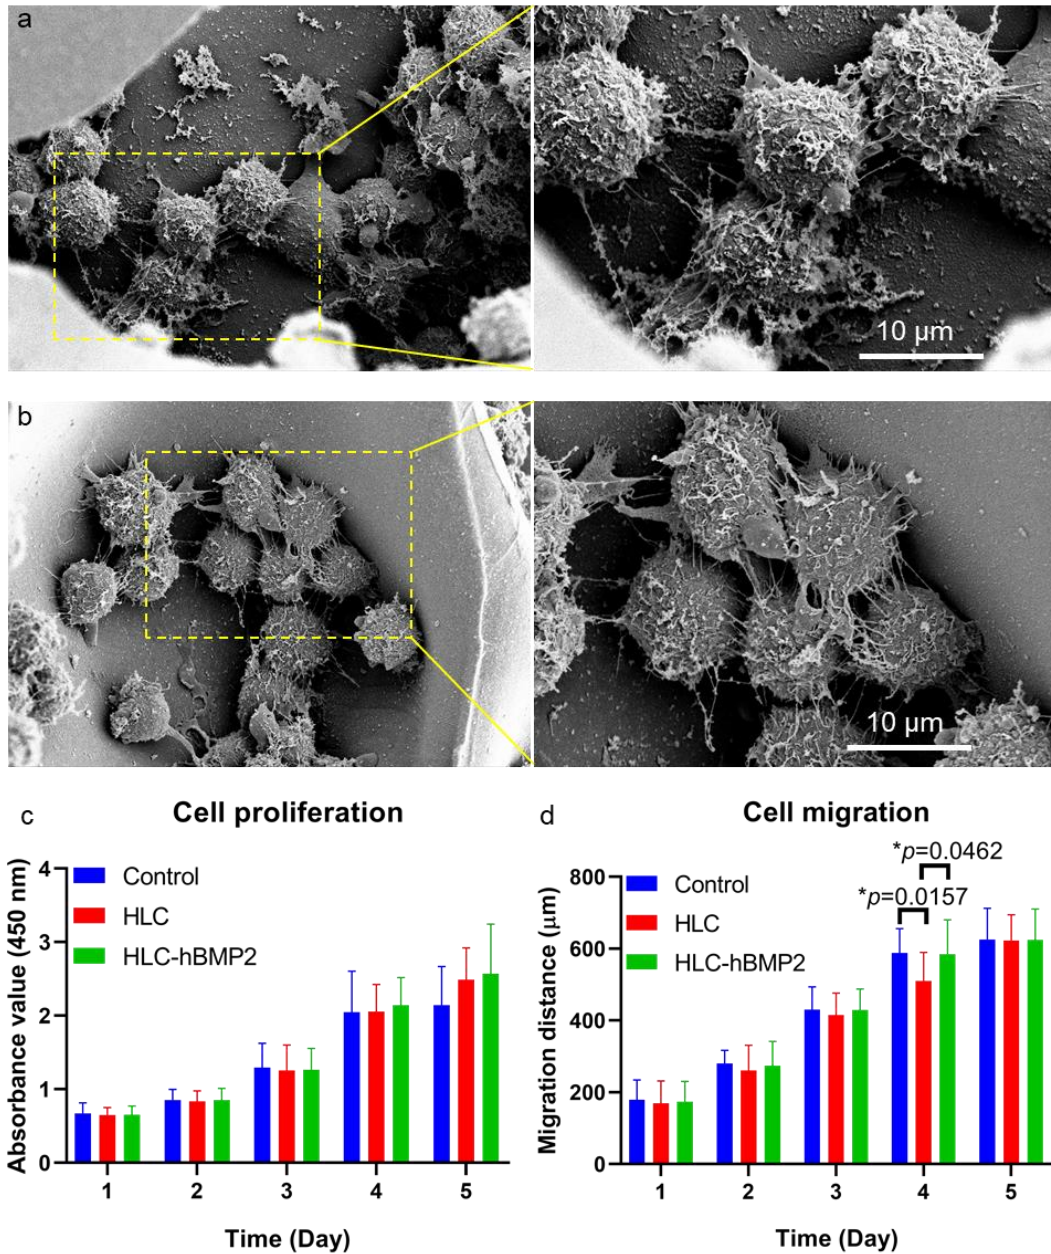 a
10 μm
b
10 μm
c
Cell proliferation
Absorbance value (450 nm)
4
3
2
1
0
Control
HLC
HLC-hBMP2
1 2 3 4 5
Time (Day)
d
Cell migration
Migration distance (μm)
800
600
400
200
0
Control
HLC
HLC-hBMP2
*p=0.0462
*p=0.0157
1 2 3 4 5
Time (Day)